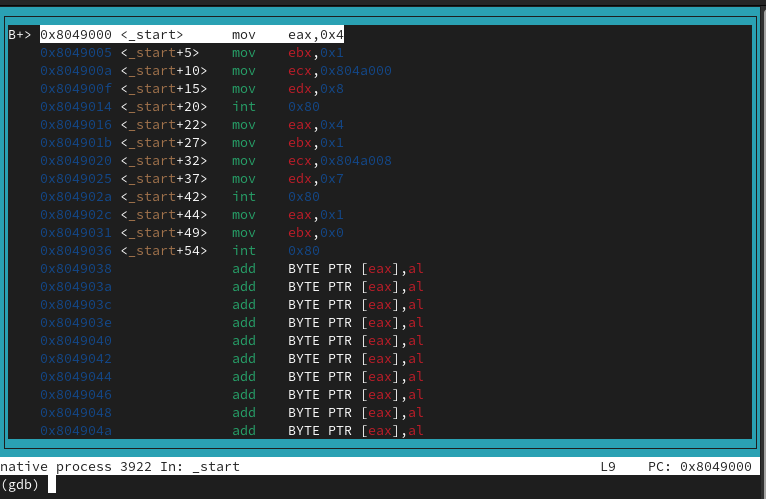 B+> 0x8049000 <_start> mov eax,0x4
0x8049005 <_start+5> mov ebx,0x1
0x804900a <_start+10> mov ecx,0x804a000
0x804900f <_start+15> mov edx,0x8
0x8049014 <_start+20> int 0x80
0x8049016 <_start+22> mov eax,0x4
0x804901b <_start+27> mov ebx,0x1
0x8049020 <_start+32> mov ecx,0x804a008
0x8049025 <_start+37> mov edx,0x7
0x804902a <_start+42> int 0x80
0x804902c <_start+44> mov eax,0x1
0x8049031 <_start+49> mov ebx,0x0
0x8049036 <_start+54> int 0x80
0x8049038 add BYTE PTR [eax],al
0x804903a add BYTE PTR [eax],al
0x804903c add BYTE PTR [eax],al
0x804903e add BYTE PTR [eax],al
0x8049040 add BYTE PTR [eax],al
0x8049042 add BYTE PTR [eax],al
0x8049044 add BYTE PTR [eax],al
0x8049046 add BYTE PTR [eax],al
0x8049048 add BYTE PTR [eax],al
0x804904a add BYTE PTR [eax],al
native process 3922 In: _start L9 PC: 0x8049000
(gdb)